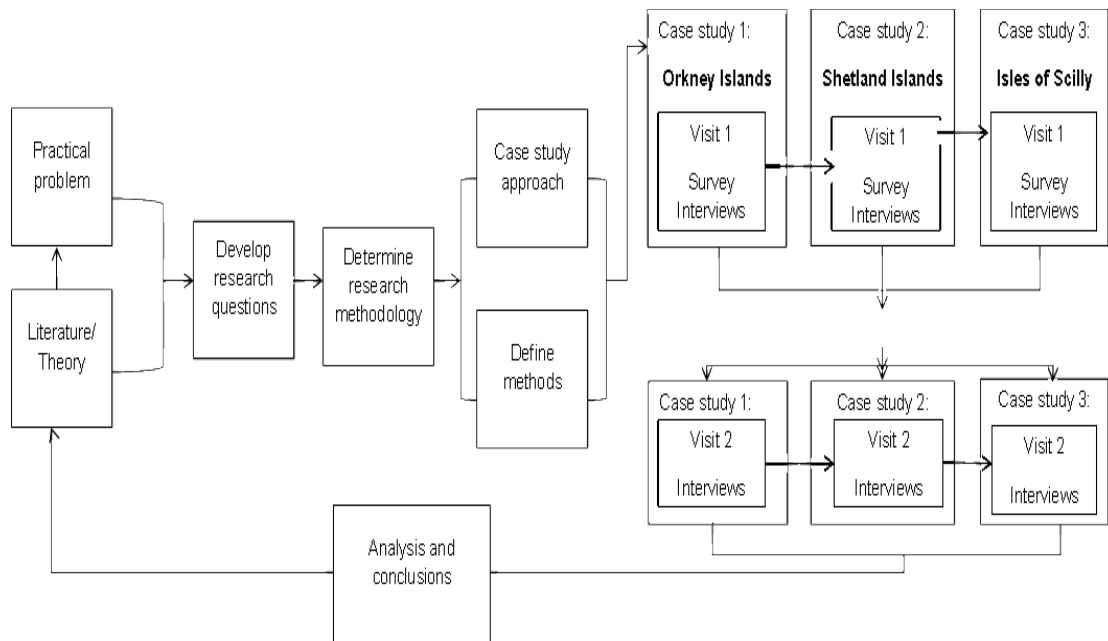 Practical
problem
Literature/
Theory
Develop
research
questions
Determine
research
methodology
Case study
approach
Define
methods
Case study 1:
Orkney Islands
Visit 1
Survey
Interviews
Case study 2:
Shetland Islands
Visit 1
Survey
Interviews
Case study 3:
Isles of Scilly
Visit 1
Survey
Interviews
Case study 1:
Visit 2
Interviews
Case study 2:
Visit 2
Interviews
Case study 3:
Visit 2
Interviews
Analysis and
conclusions